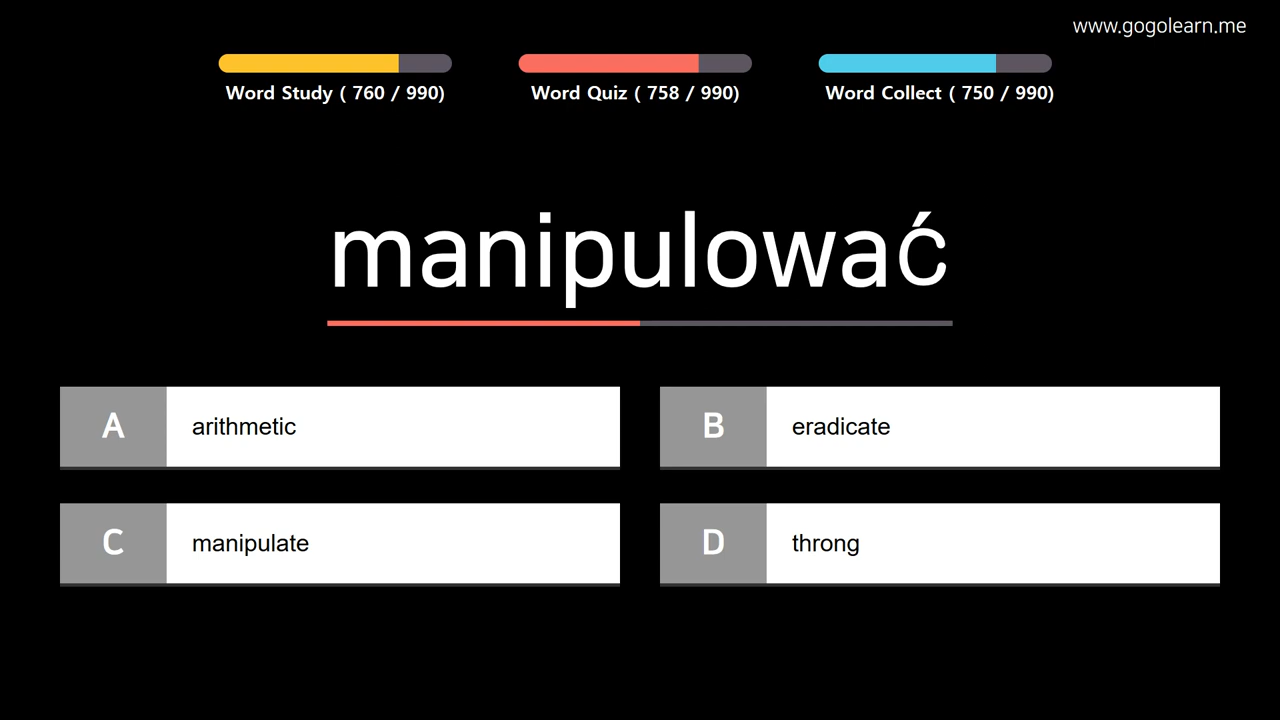 www.gogolearn.me
Word Study ( 760 / 990)
Word Quiz ( 758 / 990)
Word Collect ( 750 / 990)
manipulować
A arithmetic
B eradicate
C manipulate
D throng